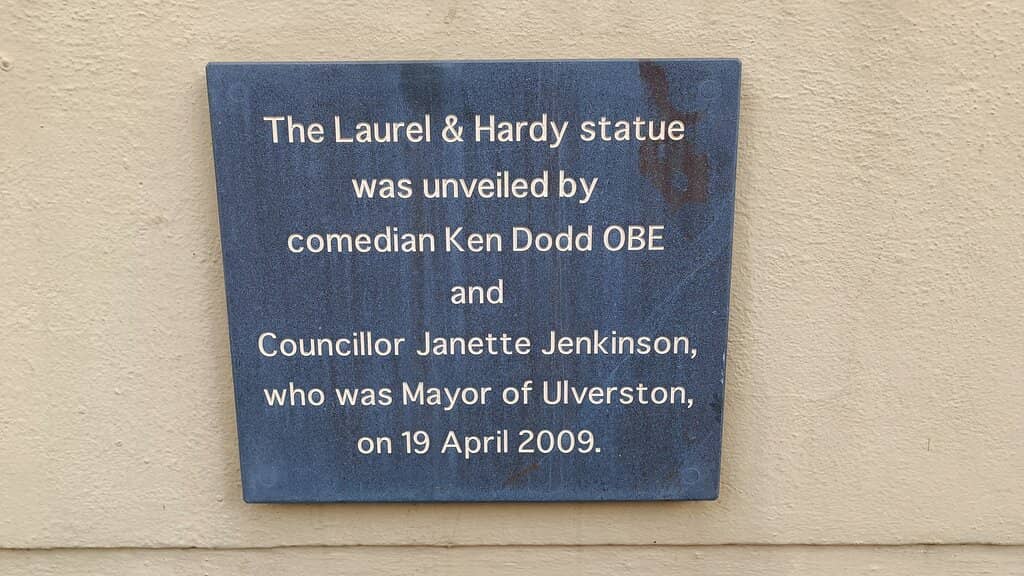 The Laurel & Hardy statue
was unveiled by
comedian Ken Dodd OBE
and
Councillor Janette Jenkinson,
who was Mayor of Ulverston,
on 19 April 2009.